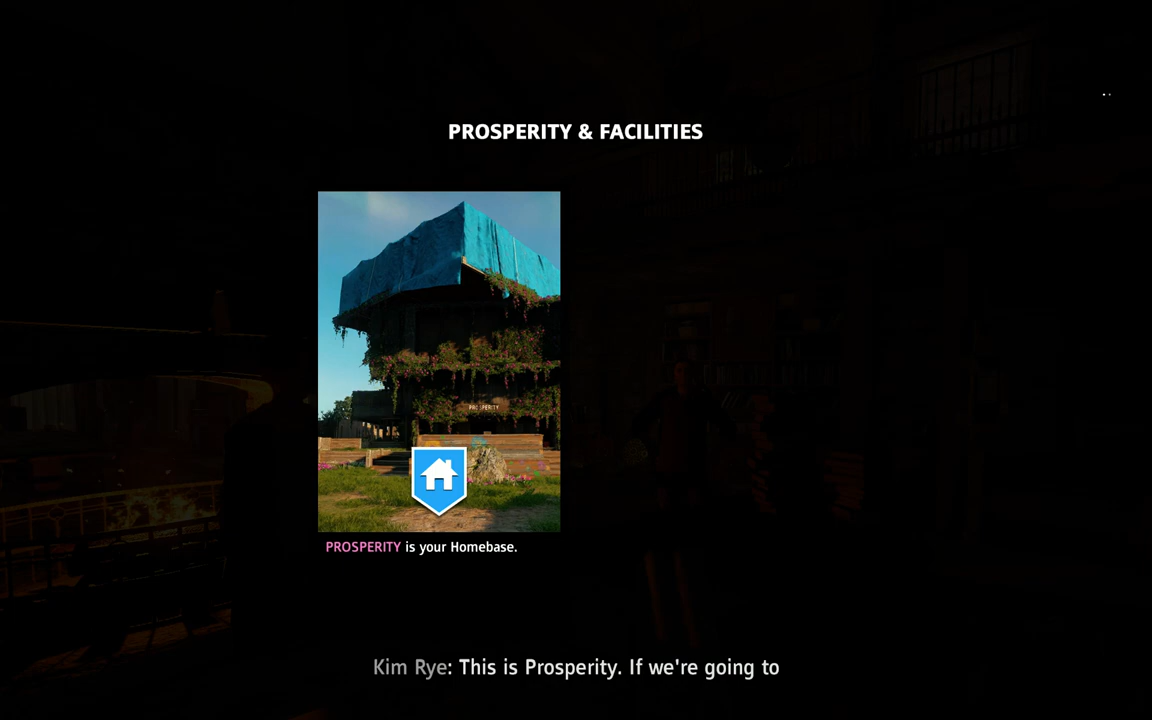 PROSPERITY & FACILITIES
PROSPERITY
PROSPERITY is your Homebase.
Kim Rye: This is Prosperity. If we're going to